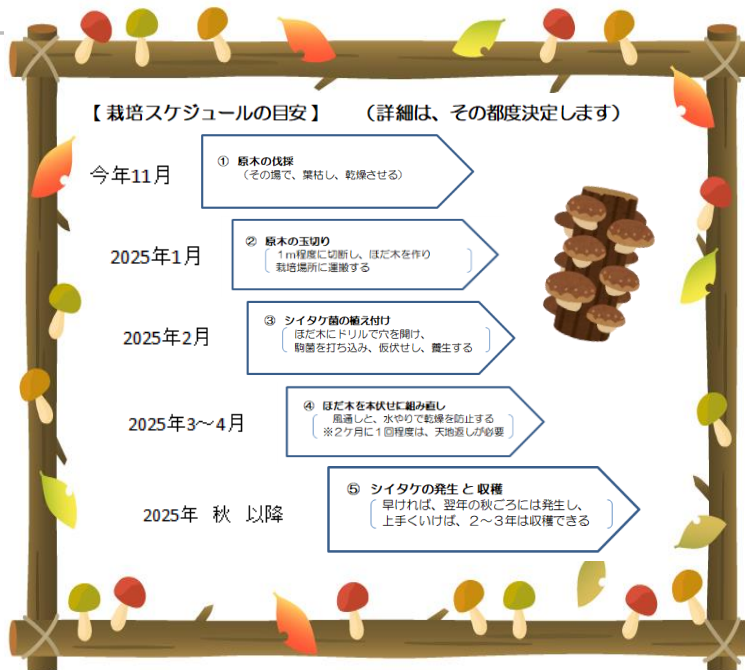 【 栽培スケジュールの目安 】 （詳細は、その都度決定します）
今年11月
① 原木の伐採
（その場で、葉枯し、乾燥させる）
2025年1月
② 原木の玉切り
１ｍ程度に切断し、ほだ木を作り
栽培場所に運搬する
2025年2月
③ シイタケ菌の植え付け
ほだ木にドリルで穴を開け、
駒菌を打ち込み、仮伏せし、養生する
2025年3～4月
④ ほだ木を本伏せに組み直し
風通しと、水やりで乾燥を防止する
※２ケ月に１回程度は、天地返しが必要
2025年 秋 以降
⑤ シイタケの発生 と 収穫
早ければ、翌年の秋ごろには発生し、
上手くいけば、２～３年は収穫できる